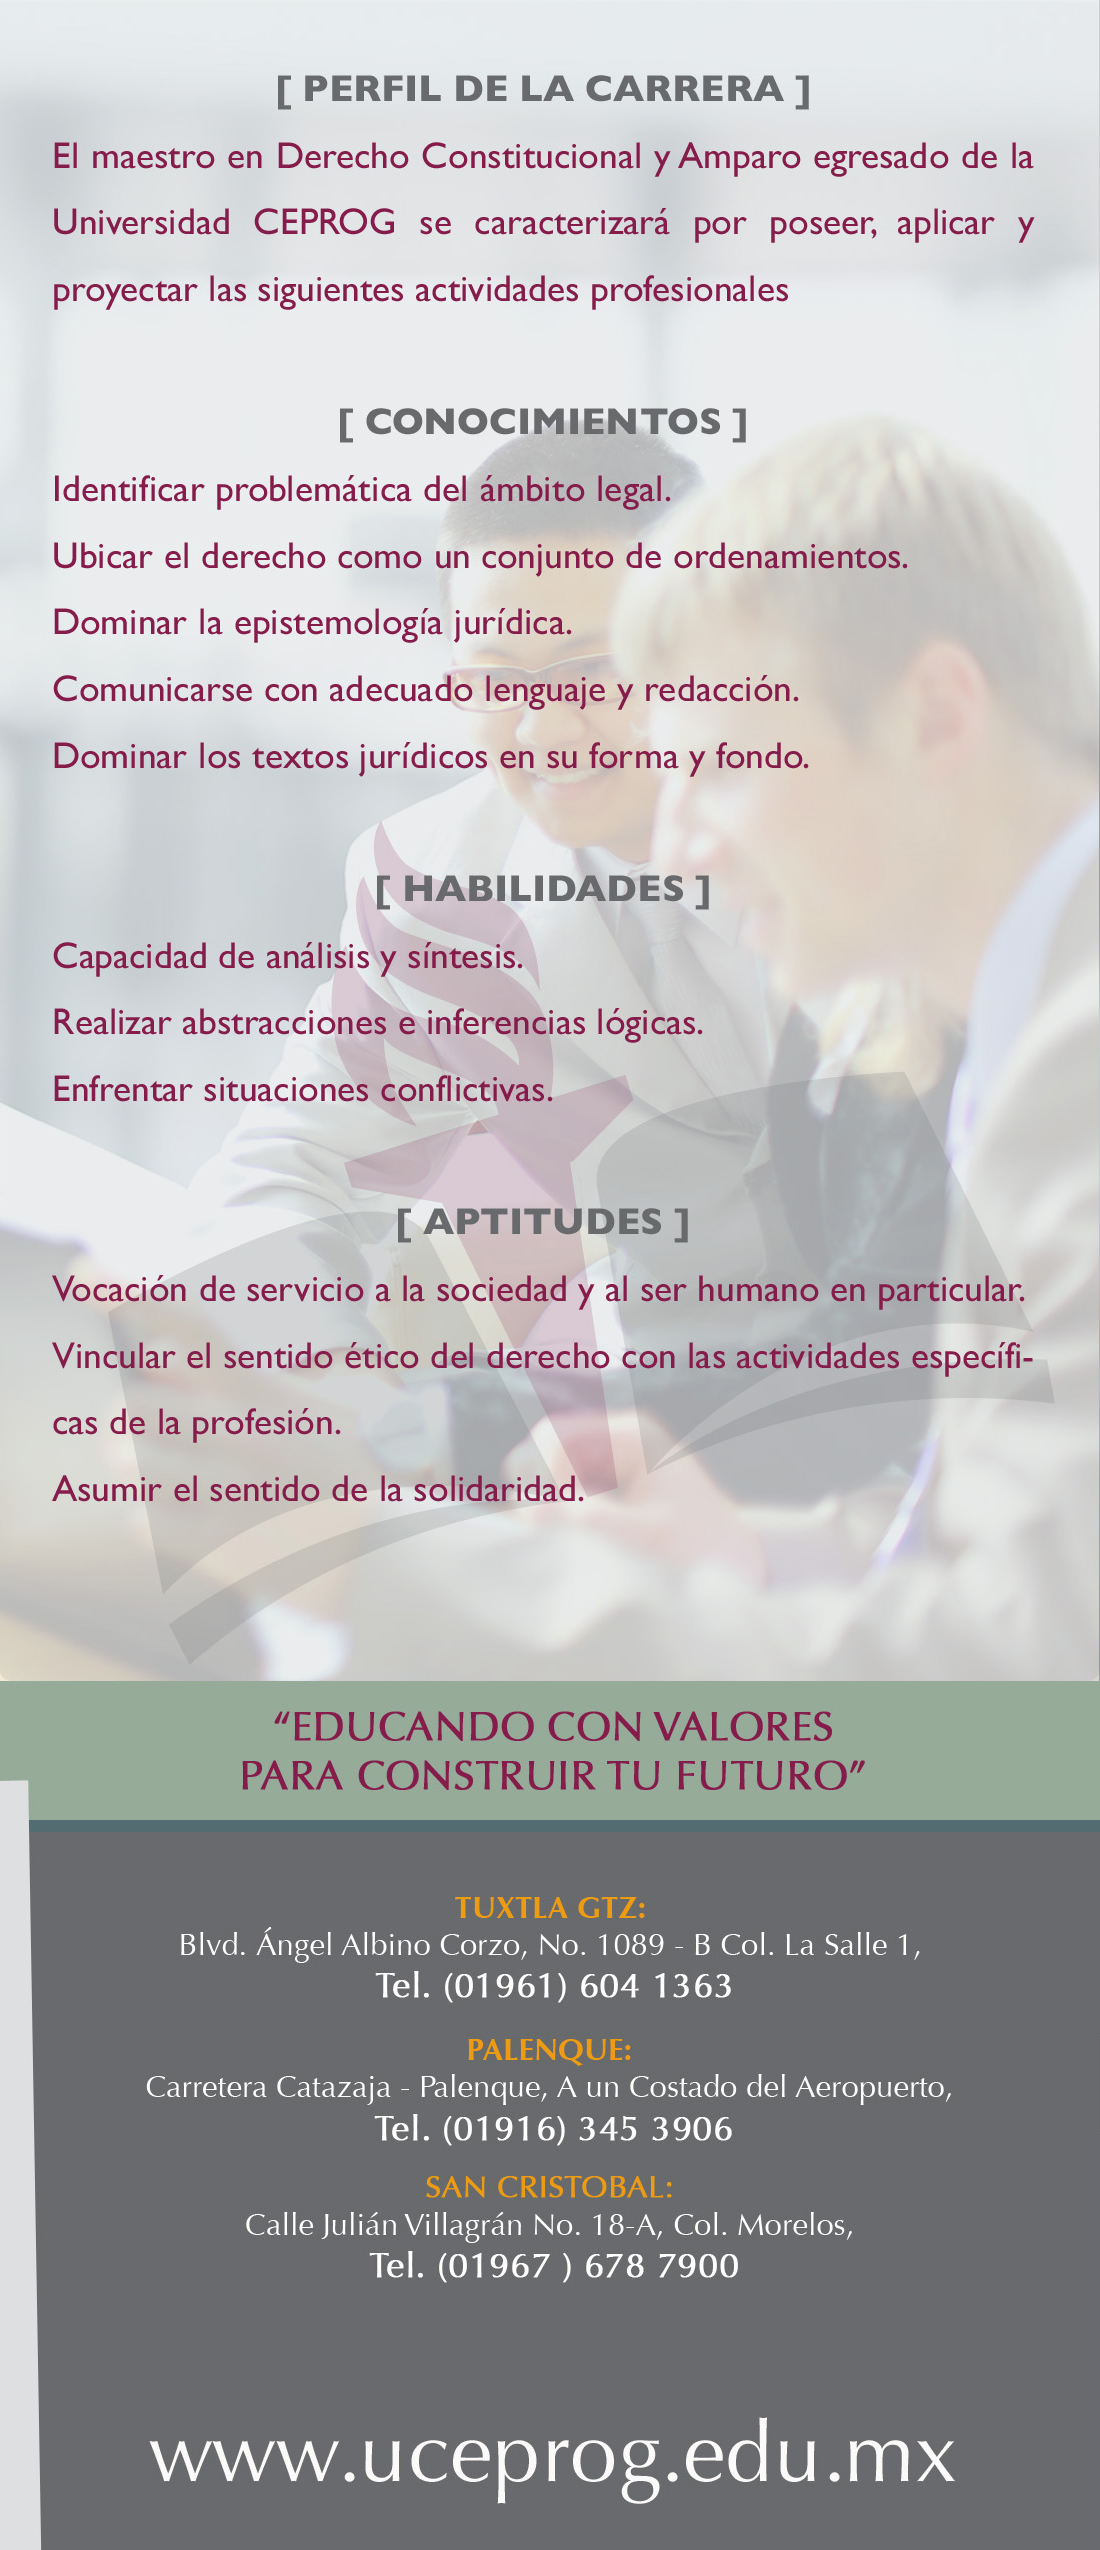 [ PERFIL DE LA CARRERA ]
El maestro en Derecho Constitucional y Amparo egresado de la
Universidad CEPROG se caracterizará por poseer, aplicar y
proyectar las siguientes actividades profesionales
[ CONOCIMIENTOS ]
Identificar problemática del ámbito legal.
Ubicar el derecho como un conjunto de ordenamientos.
Dominar la epistemología jurídica.
Comunicarse con adecuado lenguaje y redacción.
Dominar los textos jurídicos en su forma y fondo.
[ HABILIDADES ]
Capacidad de análisis y síntesis.
Realizar abstracciones e inferencias lógicas.
Enfrentar situaciones conflictivas.
[ APTITUDES ]
Vocación de servicio a la sociedad y al ser humano en particular.
Vincular el sentido ético del derecho con las actividades específi-
cas de la profesión.
Asumir el sentido de la solidaridad.
“EDUCANDO CON VALORES
PARA CONSTRUIR TU FUTURO”
TUXTLA GTZ:
Blvd. Ángel Albino Corzo, No. 1089 - B Col. La Salle 1,
Tel. (01961) 604 1363
PALENQUE:
Carretera Catazaja - Palenque, A un Costado del Aeropuerto,
Tel. (01916) 345 3906
SAN CRISTOBAL:
Calle Julián Villagrán No. 18-A, Col. Morelos,
Tel. (01967 ) 678 7900
www.uceprog.edu.mx